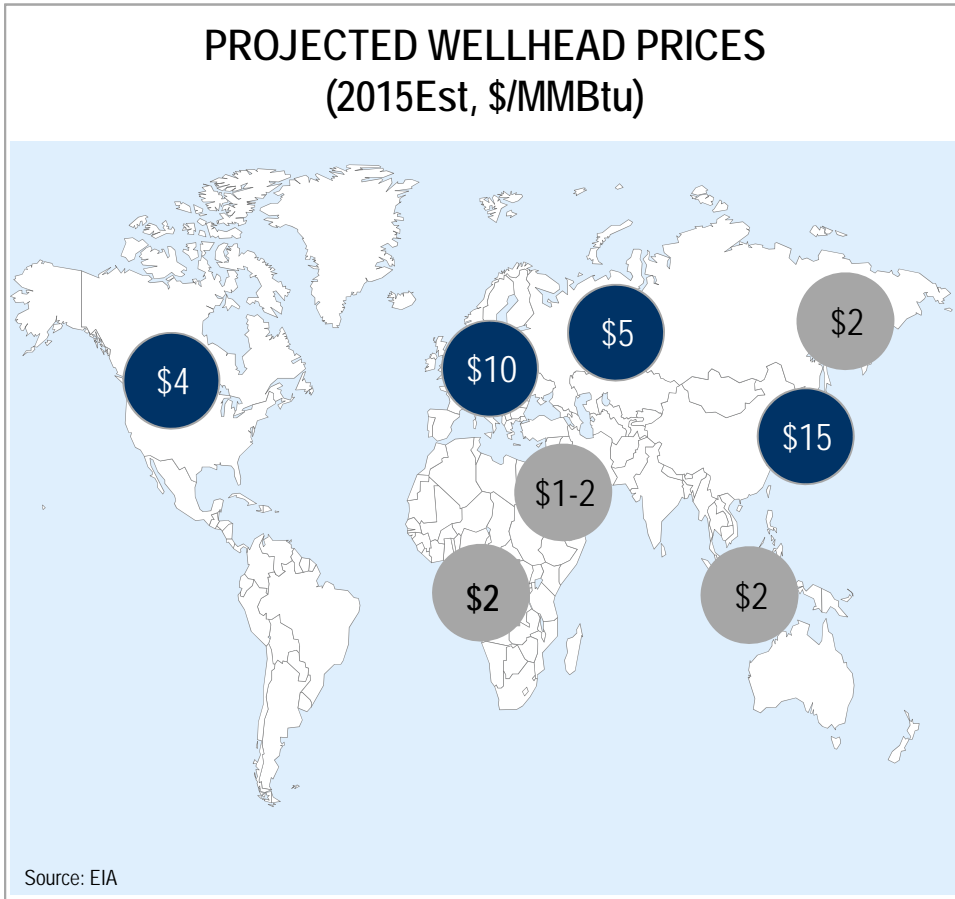 PROJECTED WELLHEAD PRICES
(2015Est, $/MMBtu)
$2
$5
$10
$4
$15
$1-2
$2
$2
Source: EIA